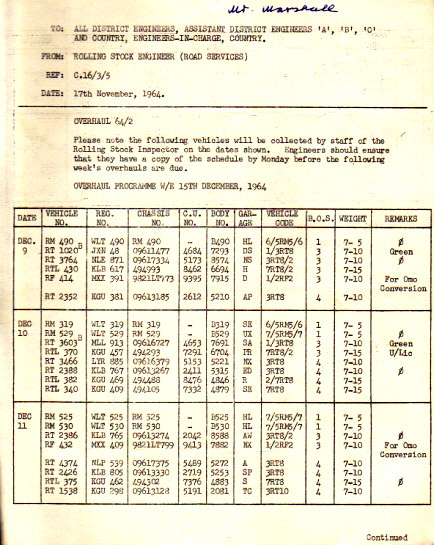 Mr. Marshall
TO: ALL DISTRICT ENGINEERS, ASSISTANT DISTRICT ENGINEERS 'A', 'B', 'C'
AND COUNTRY, ENGINEERS-IN-CHARGE, COUNTRY.
FROM: ROLLING STOCK ENGINEER (ROAD SERVICES)
REF: C.16/3/5
DATE: 17th November, 1964.
OVERHAUL 64/2
Please note the following vehicles will be collected by staff of the
Rolling Stock Inspector on the dates shown. Engineers should ensure
that they have a copy of the schedule by Monday before the following
week's overhauls are due.
OVERHAUL PROGRAMME W/E 15TH DECEMBER, 1964
DATE VEHICLE NO. REG. NO. CHASSIS NO. C.U. NO. BODY NO. GAR-AGE VEHICLE CODE B.O.S. WEIGHT REMARKS
DEC. RM 490 WLT 490 RM 490 - B490 HL 6/5RM5/6 1 7- 5 Ø
9 RT 1020 B JXN 48 09611477 4684 7293 DS 1/3RT8 3 7-10 Green
RT 3764 NLE 871 09617334 5173 8574 NS 3RT8/2 3 7-10 Ø
RTL 430 KLB 617 494993 8462 6694 H 7RT8/2 3 7-15
RF 414 MXX 391 9821LT773 9395 7915 D 1/2RF2 3 7-10 For Omo
Conversion
RT 2352 KGU 381 09613185 2612 5210 AP 3RT8 4 7-10
DEC RM 319 WLT 319 RM 319 - B319 SE 6/5RM5/6 1 7- 5
10 RM 529 WLT 529 RM 529 - B529 UX 7/5RM5/7 1 7- 5 Ø
RT 3603 B MLL 913 09616727 4653 7691 SA 1/3RT8 3 7-10 Green
RTL 370 KGU 457 494293 7291 6704 PR 7RT8/2 3 7-15 U/Lic
RT 3466 LYR 885 09616379 5153 5221 NX 3RT8 4 7-10
RT 2388 KLB 767 09613267 2411 5315 ED 3RT8 4 7-10 Ø
RTL 382 KGU 469 494488 8476 4846 R 2/7RT8 4 7-15
RTL 340 KGU 409 494105 7332 4879 SE 7RT8 4 7-15
DEC RM 525 WLT 525 RM 525 - B525 HL 7/5RM5/7 1 7- 5
11 RM 530 WLT 530 RM 530 - B530 HL 7/5RM5/7 1 7- 5
RT 2386 KLB 765 09613274 2042 8588 AW 3RT8/2 3 7-10 Ø
RF 432 MXX 409 9821LT799 9413 7882 NX 1/2RF2 3 7-10 For Omo
Conversion
RT 4374 NLP 539 09617375 5489 5272 A 3RT8 4 7-10
RT 2426 KLB 805 09613330 2719 5253 SP 3RT8 4 7-10
RTL 375 KGU 462 494302 7376 4883 S 7RT8 4 7-15 Ø
RT 1538 KGU 298 09613128 5191 2081 TC 3RT10 4 7-10
Continued